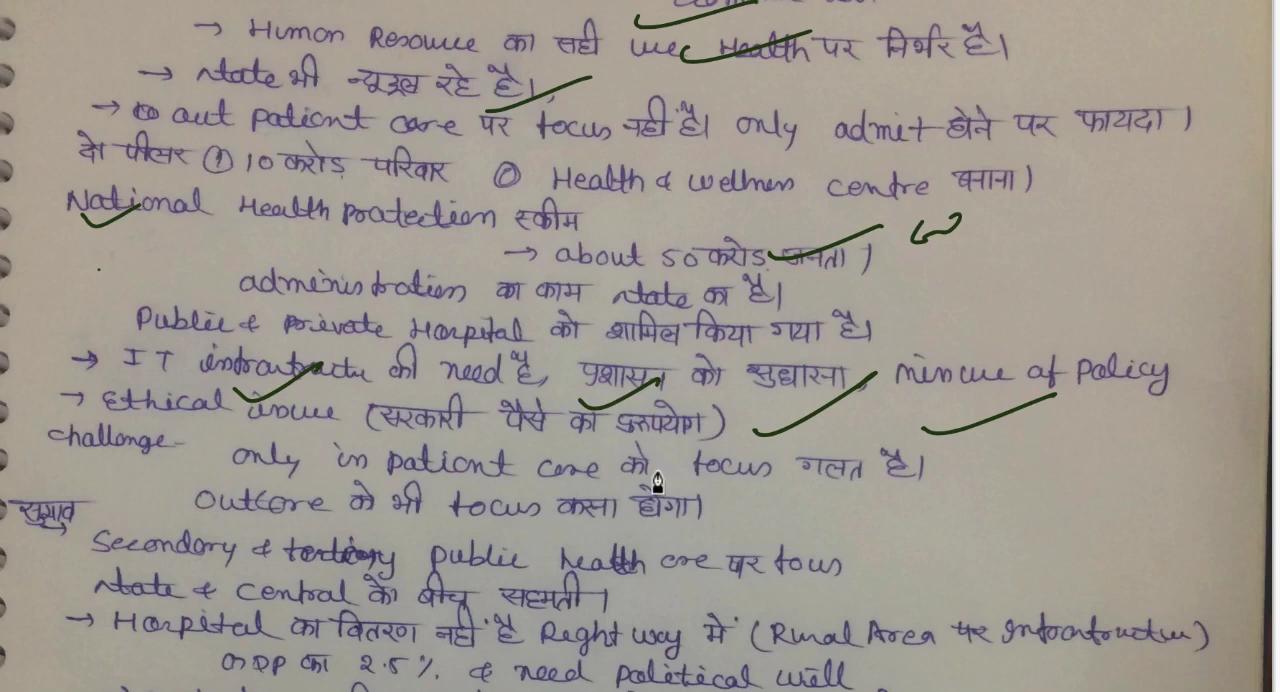 → Human Resource का सही use Health पर निर्भर है।
→ State भी जूझ रहे है।,
→ out patient care पर focus नही है। only admit होने पर फायदा।
दो पीलर ① 10 करोड़ परिवार ② Health & wellness centre बनाना)
National Health protection स्कीम
→ about 50 करोड़ जनता)
administration का काम State का है।
Public & private Hospital को शामिल किया गया है।
→ IT की need है, प्रशासन को सुधारना, misuse of policy
→ Ethical issue (सरकारी पैसे का दुरुपयोग)
challenge- only in patient care को focus गलत है।
outcore को भी focus करना होगा।
सुझाव
Secondary & tertiary public health care पर focus
State & central के बीच सहमती।
→ Hospital का वितरण नही है Right way में (Rural Area पर)
GDP का 2.5%. & need political will